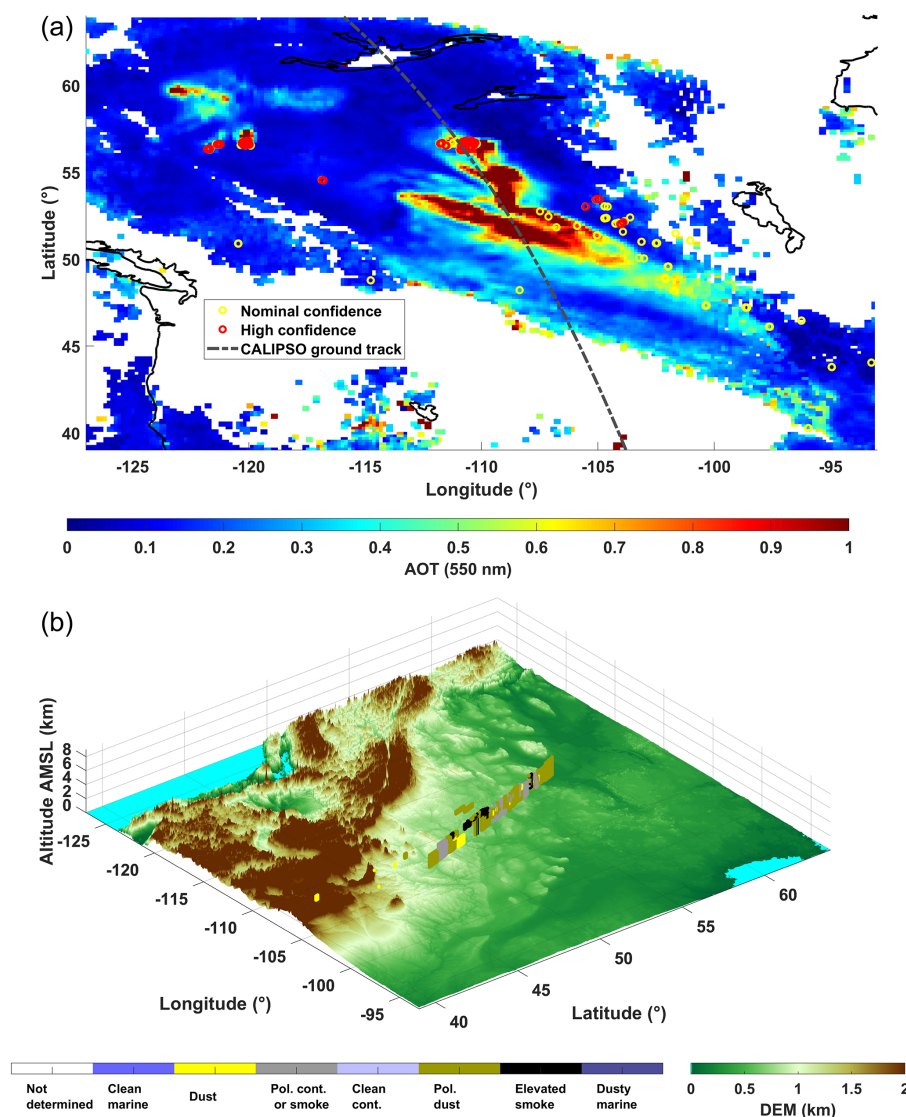 (a)
60
55
50
45
40
Latitude (°)
Nominal confidence
High confidence
CALIPSO ground track
-125
-120
-115
-110
-105
-100
-95
Longitude (°)
0
0.1
0.2
0.3
0.4
0.5
0.6
0.7
0.8
0.9
1
AOT (550 nm)
(b)
Altitude AMSL (km)
8
6
4
2
0
-125
-120
-115
-110
-105
-100
-95
Longitude (°)
40
45
50
55
60
Latitude (°)
Not determined
Clean marine
Dust
Pol. cont. or smoke
Clean cont.
Pol. dust
Elevated smoke
Dusty marine
0
0.5
1
1.5
2
DEM (km)